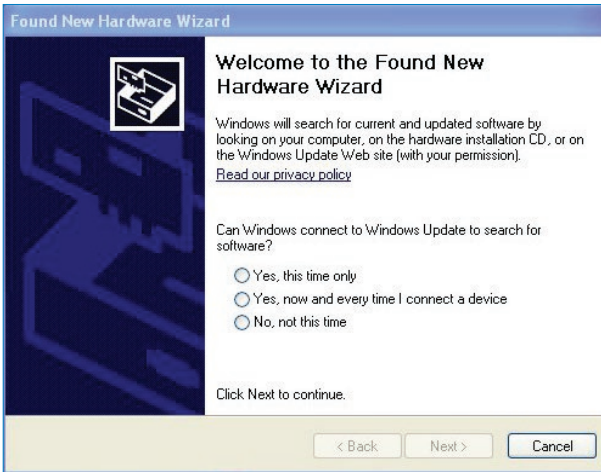 Found New Hardware Wizard
Welcome to the Found New
Hardware Wizard
Windows will search for current and updated software by
looking on your computer, on the hardware installation CD, or on
the Windows Update Web site (with your permission).
Read our privacy policy
Can Windows connect to Windows Update to search for
software?
Yes, this time only
Yes, now and every time I connect a device
No, not this time
Click Next to continue.
< Back Next > Cancel